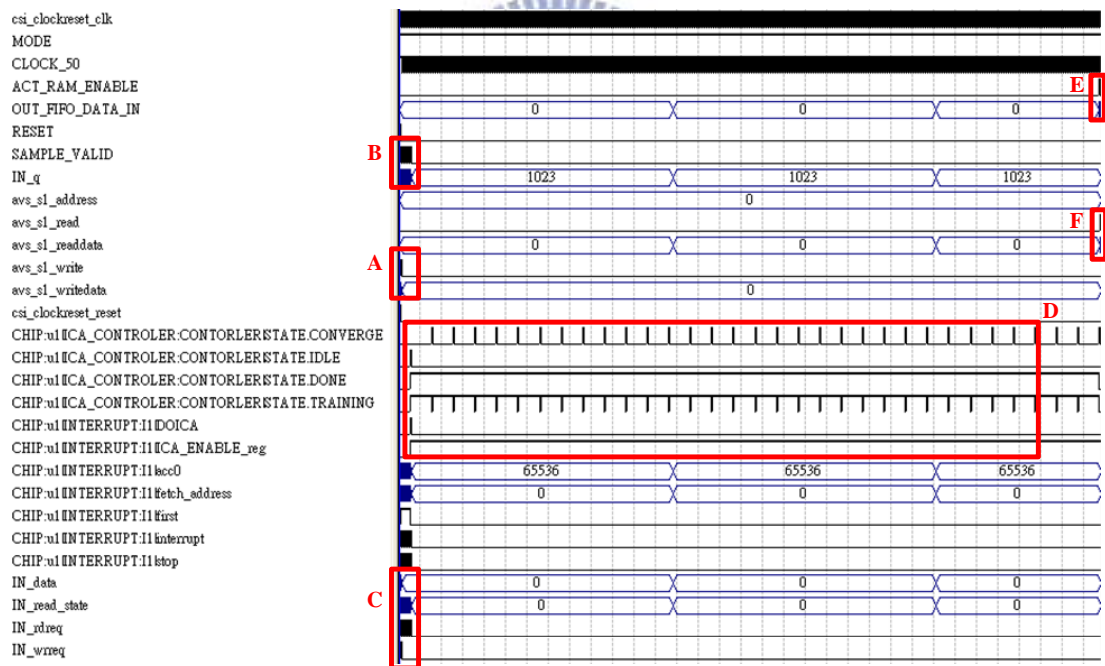 csi_clockreset_clk
MODE
CLOCK_50
ACT_RAM_ENABLE E
OUT_FIFO_DATA_IN 0 0 0
RESET
SAMPLE_VALID B
IN_q 1023 1023 1023
avs_s1_address 0
avs_s1_read F
avs_s1_readdata 0 0 0
avs_s1_write A
avs_s1_writedata 0
csi_clockreset_reset D
CHIP:u1|ICA_CONTROLER:CONTORLER|STATE.CONVERGE
CHIP:u1|ICA_CONTROLER:CONTORLER|STATE.IDLE
CHIP:u1|ICA_CONTROLER:CONTORLER|STATE.DONE
CHIP:u1|ICA_CONTROLER:CONTORLER|STATE.TRAINING
CHIP:u1|INTERRUPT:I1|DOICA
CHIP:u1|INTERRUPT:I1|ICA_ENABLE_reg
CHIP:u1|INTERRUPT:I1|acc0 65536 65536 65536
CHIP:u1|INTERRUPT:I1|fetch_address 0 0 0
CHIP:u1|INTERRUPT:I1|first
CHIP:u1|INTERRUPT:I1|interrupt
CHIP:u1|INTERRUPT:I1|stop
IN_data 0 0 0
IN_read_state C 0 0 0
IN_rdreq
IN_wrreq